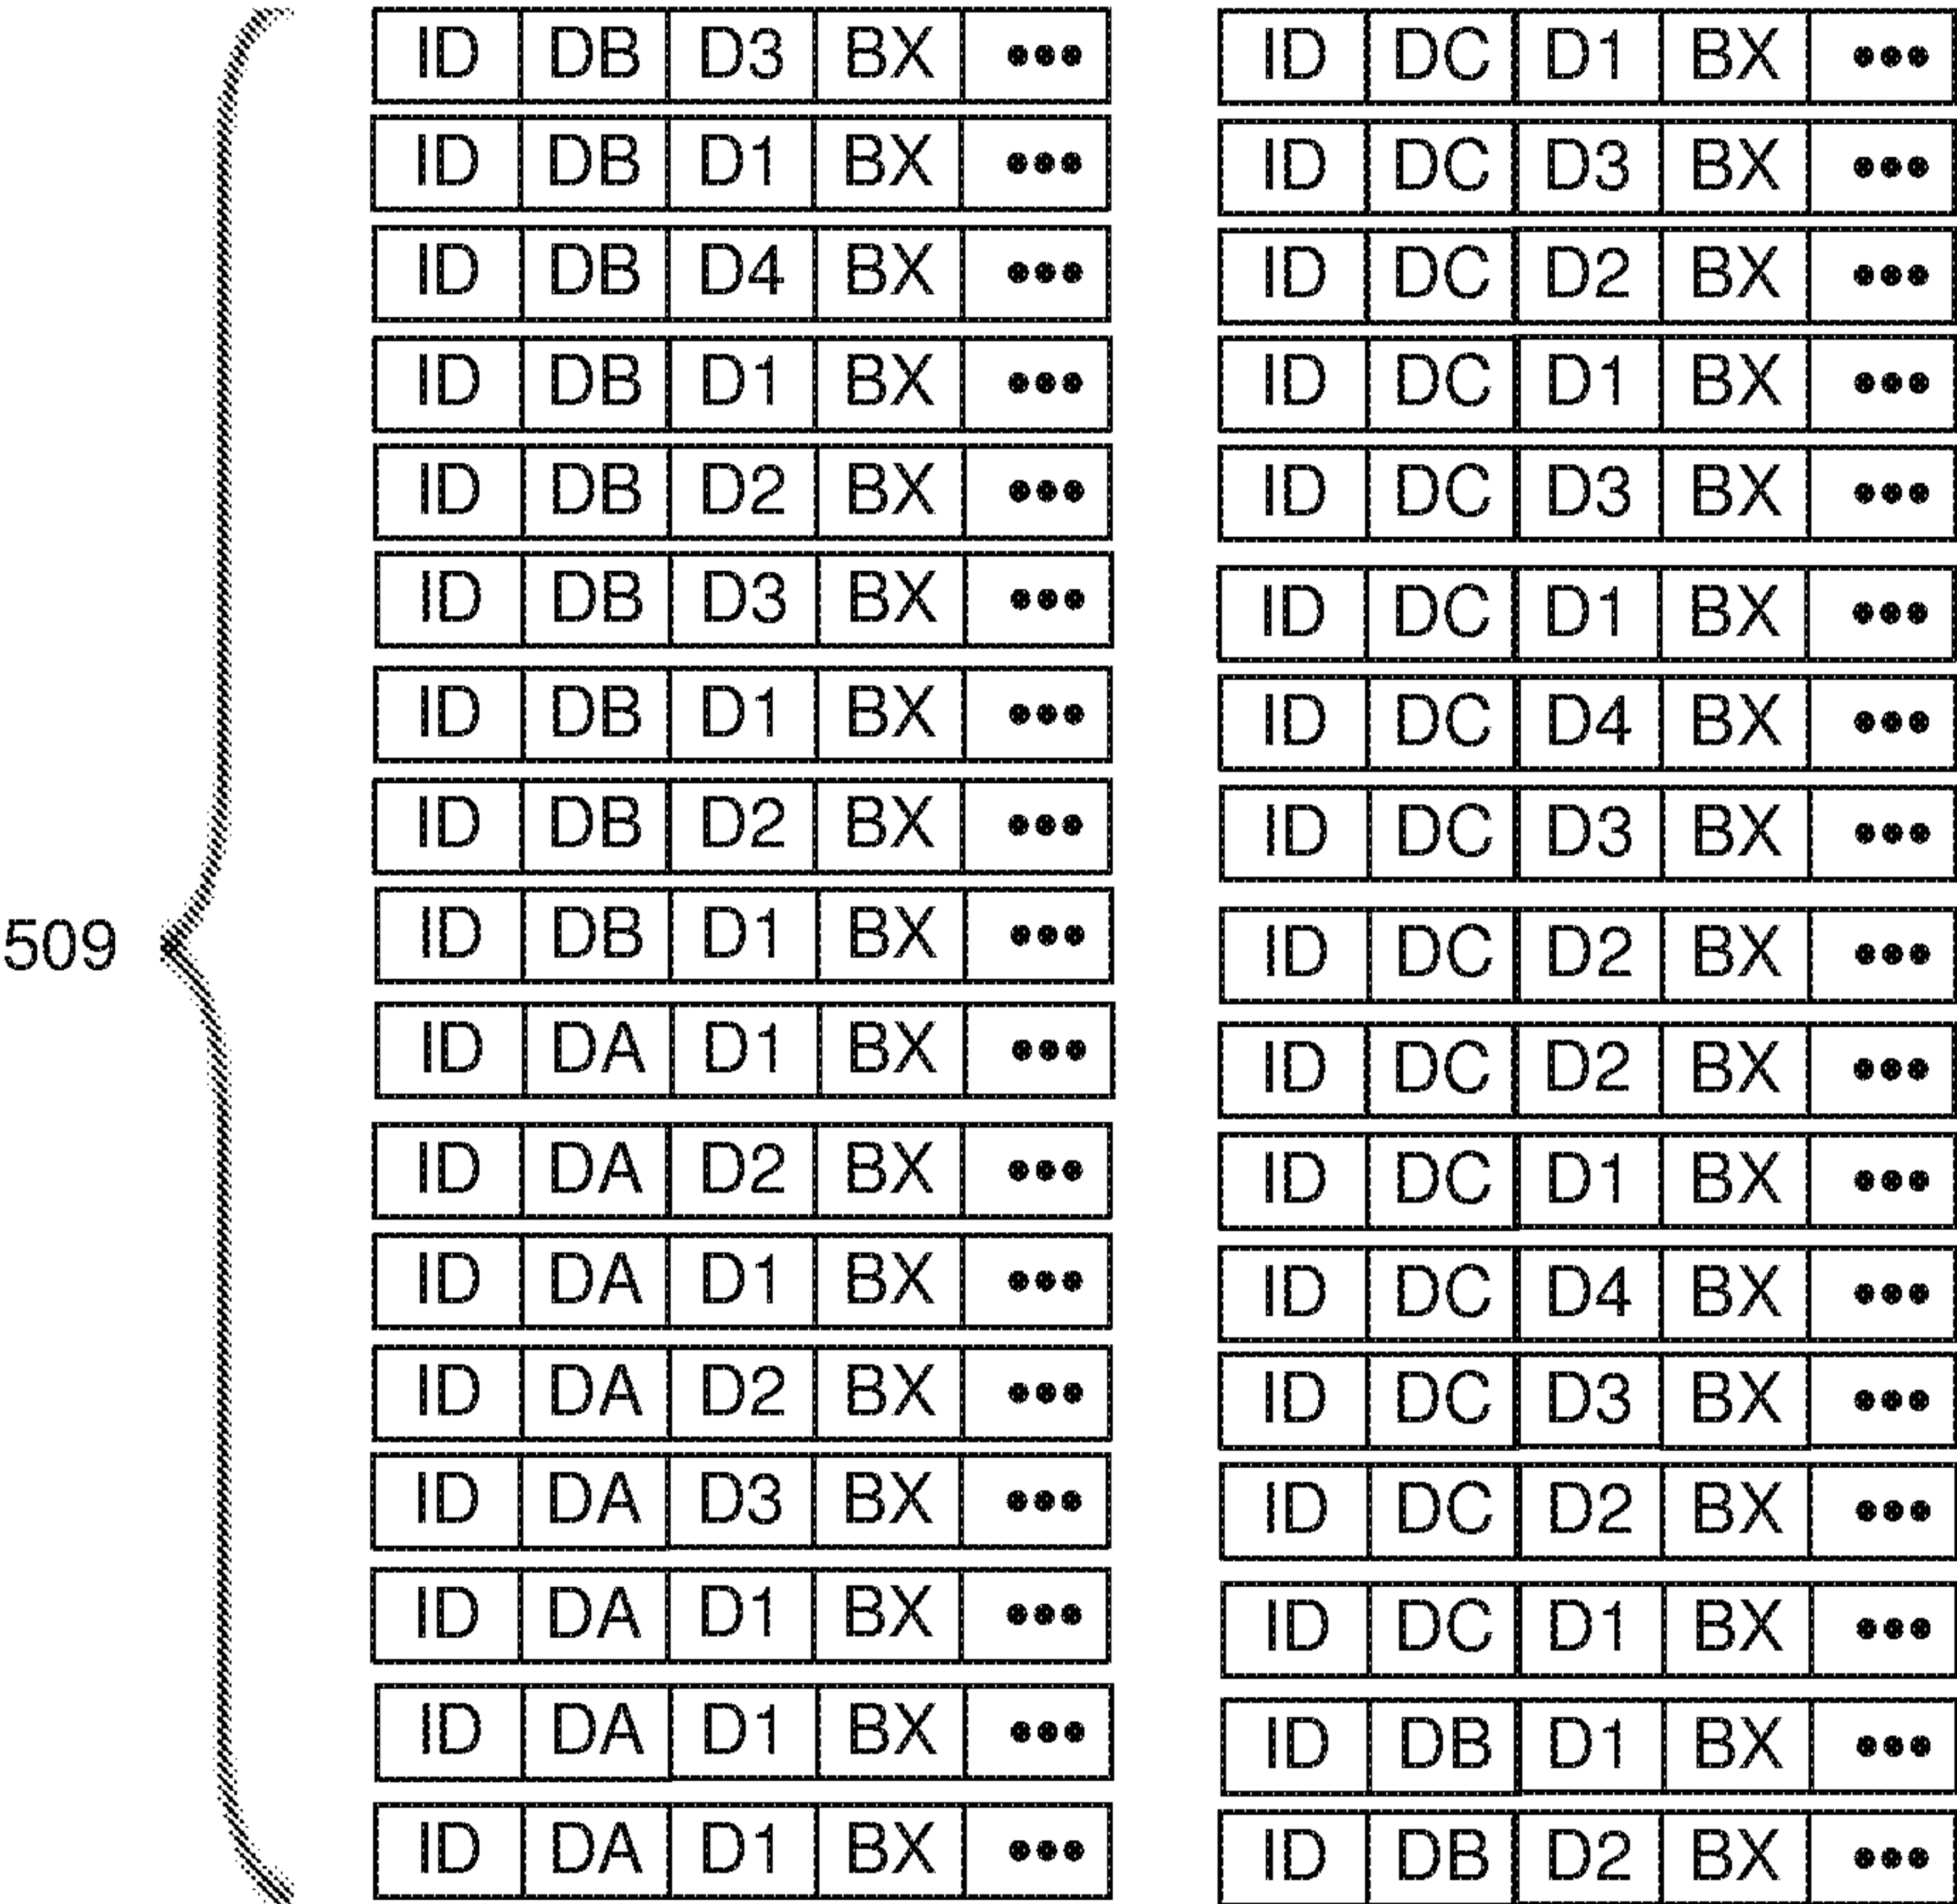 ID DB D3 BX •••
ID DB D1 BX •••
ID DB D4 BX •••
ID DB D1 BX •••
ID DB D2 BX •••
ID DB D3 BX •••
ID DB D1 BX •••
ID DB D2 BX •••
509
ID DB D1 BX •••
ID DA D1 BX •••
ID DA D2 BX •••
ID DA D1 BX •••
ID DA D2 BX •••
ID DA D3 BX •••
ID DA D1 BX •••
ID DA D1 BX •••
ID DA D1 BX •••
ID DC D1 BX •••
ID DC D3 BX •••
ID DC D2 BX •••
ID DC D1 BX •••
ID DC D3 BX •••
ID DC D1 BX •••
ID DC D4 BX •••
ID DC D3 BX •••
ID DC D2 BX •••
ID DC D2 BX •••
ID DC D1 BX •••
ID DC D4 BX •••
ID DC D3 BX •••
ID DC D2 BX •••
ID DC D1 BX •••
ID DB D1 BX •••
ID DB D2 BX •••